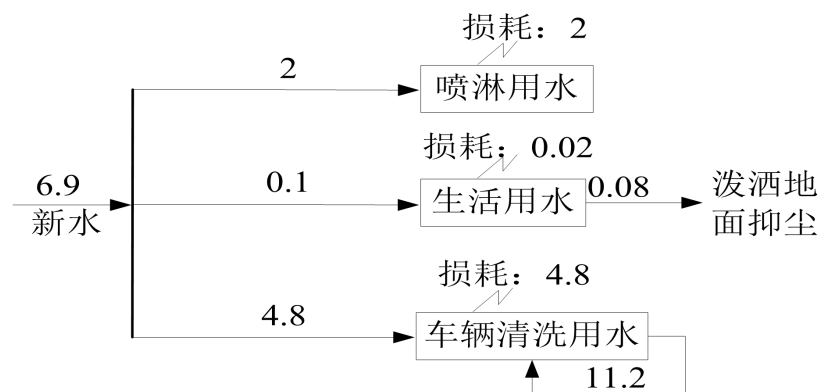 损耗：2
2
喷淋用水
损耗：0.02
6.9
0.1
0.08
泼洒地
新水
生活用水
面抑尘
损耗：4.8
4.8
车辆清洗用水
11.2